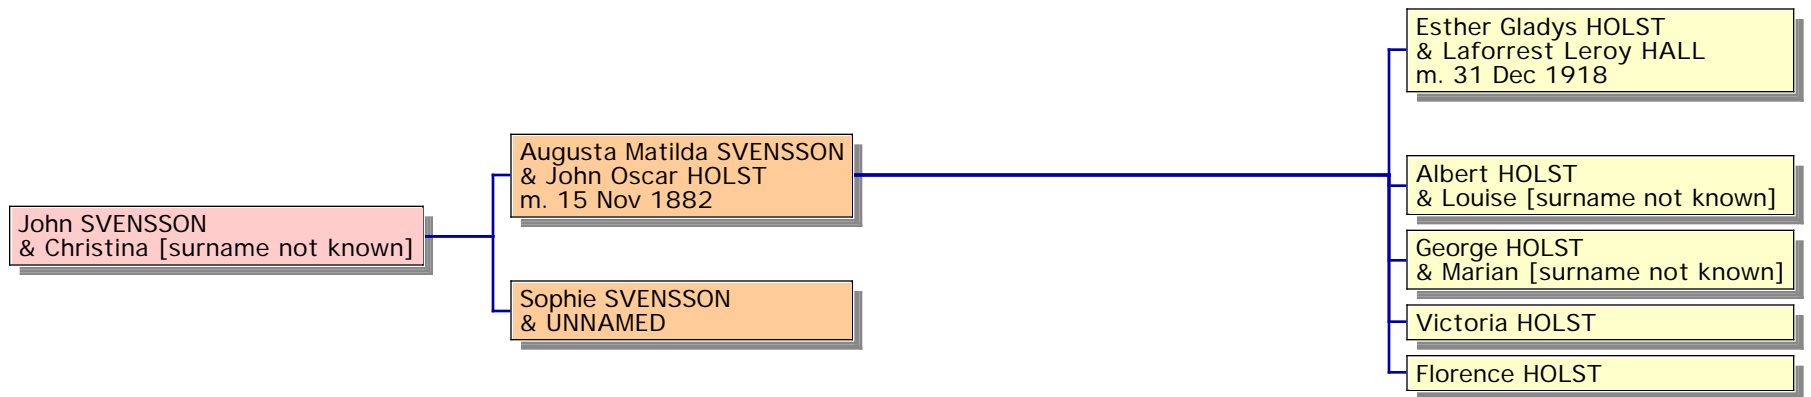 John SVENSSON
& Christina [surname not known]
Augusta Matilda SVENSSON
& John Oscar HOLST
m. 15 Nov 1882
Sophie SVENSSON
& UNNAMED
Esther Gladys HOLST
& Laforrest Leroy HALL
m. 31 Dec 1918
Albert HOLST
& Louise [surname not known]
George HOLST
& Marian [surname not known]
Victoria HOLST
Florence HOLST